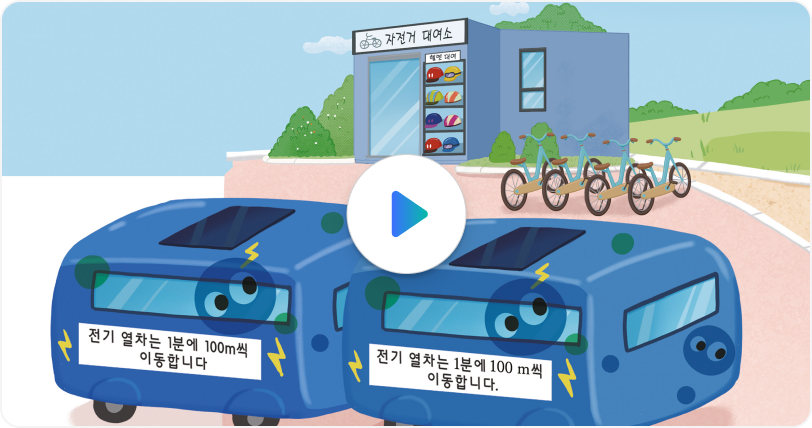 자전거 대여소
헬멧 대여
전기 열차는 1분에 100m씩
이동합니다
전기 열차는 1분에 100 m씩
이동합니다.